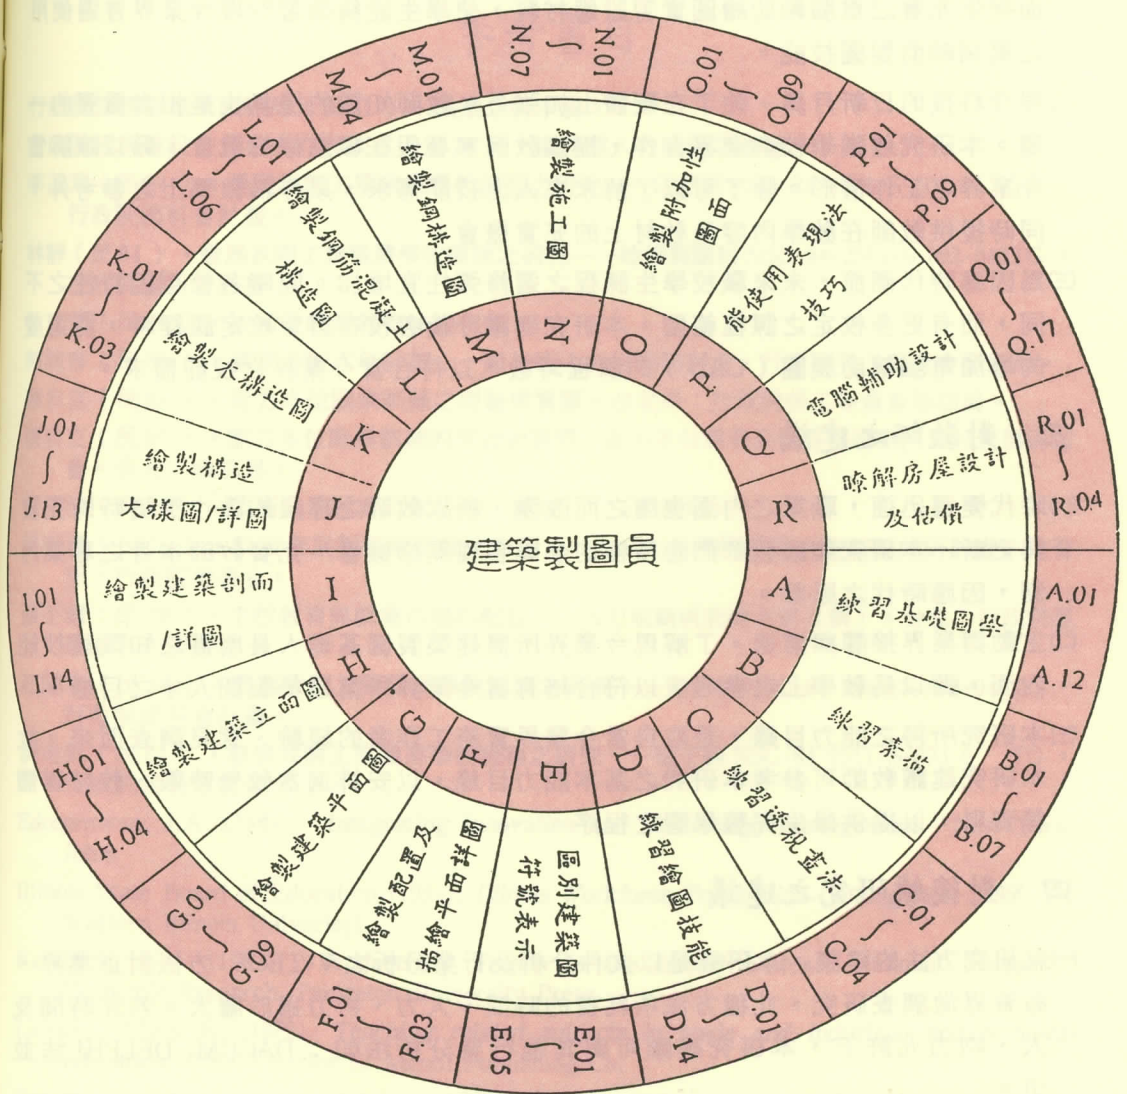 建築製圖員
A
練習基礎圖學
A.01
∫
A.12
B
練習素描
B.01
∫
B.07
C
練習透視畫法
C.01
∫
C.04
D
練習繪圖技能
D.01
∫
D.44
E
區別建築圖
符號表示
E.01
∫
E.05
F
繪製配置及
描繪平面詳圖
F.01
∫
F.03
G
繪製建築平面圖
G.01
∫
G.09
H
繪製建築立的圖
H.01
∫
H.04
I
繪製建築剖面
/詳圖
I.01
∫
I.14
J
繪製構造
大樣圖/詳圖
J.01
∫
J.13
K
繪製木構造圖
K.01
∫
K.03
L
繪製鋼筋混凝土
構造圖
L.01
∫
L.06
M
繪製鋼構造圖
M.01
∫
M.04
N
繪製施工圖
N.01
∫
N.07
O
繪製附加性
圖面
O.01
∫
O.09
P
能使用表現法
技巧
P.01
∫
P.09
Q
電腦輔助設計
Q.01
∫
Q.17
R
瞭解房屋設計
及估價
R.01
∫
R.04